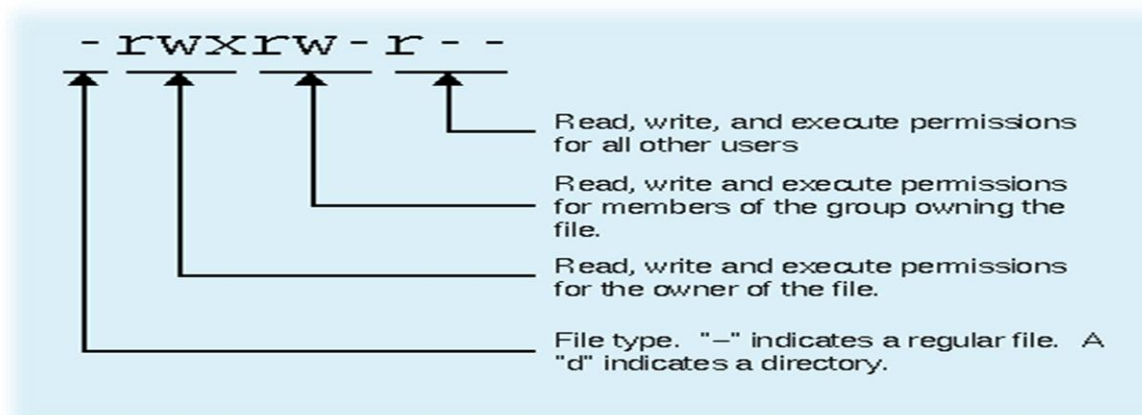 -rwxrw-r--
Read, write, and execute permissions
for all other users
Read, write and execute permissions
for members of the group owning the
file.
Read, write and execute permissions
for the owner of the file.
File type. "-" indicates a regular file. A
"d" indicates a directory.